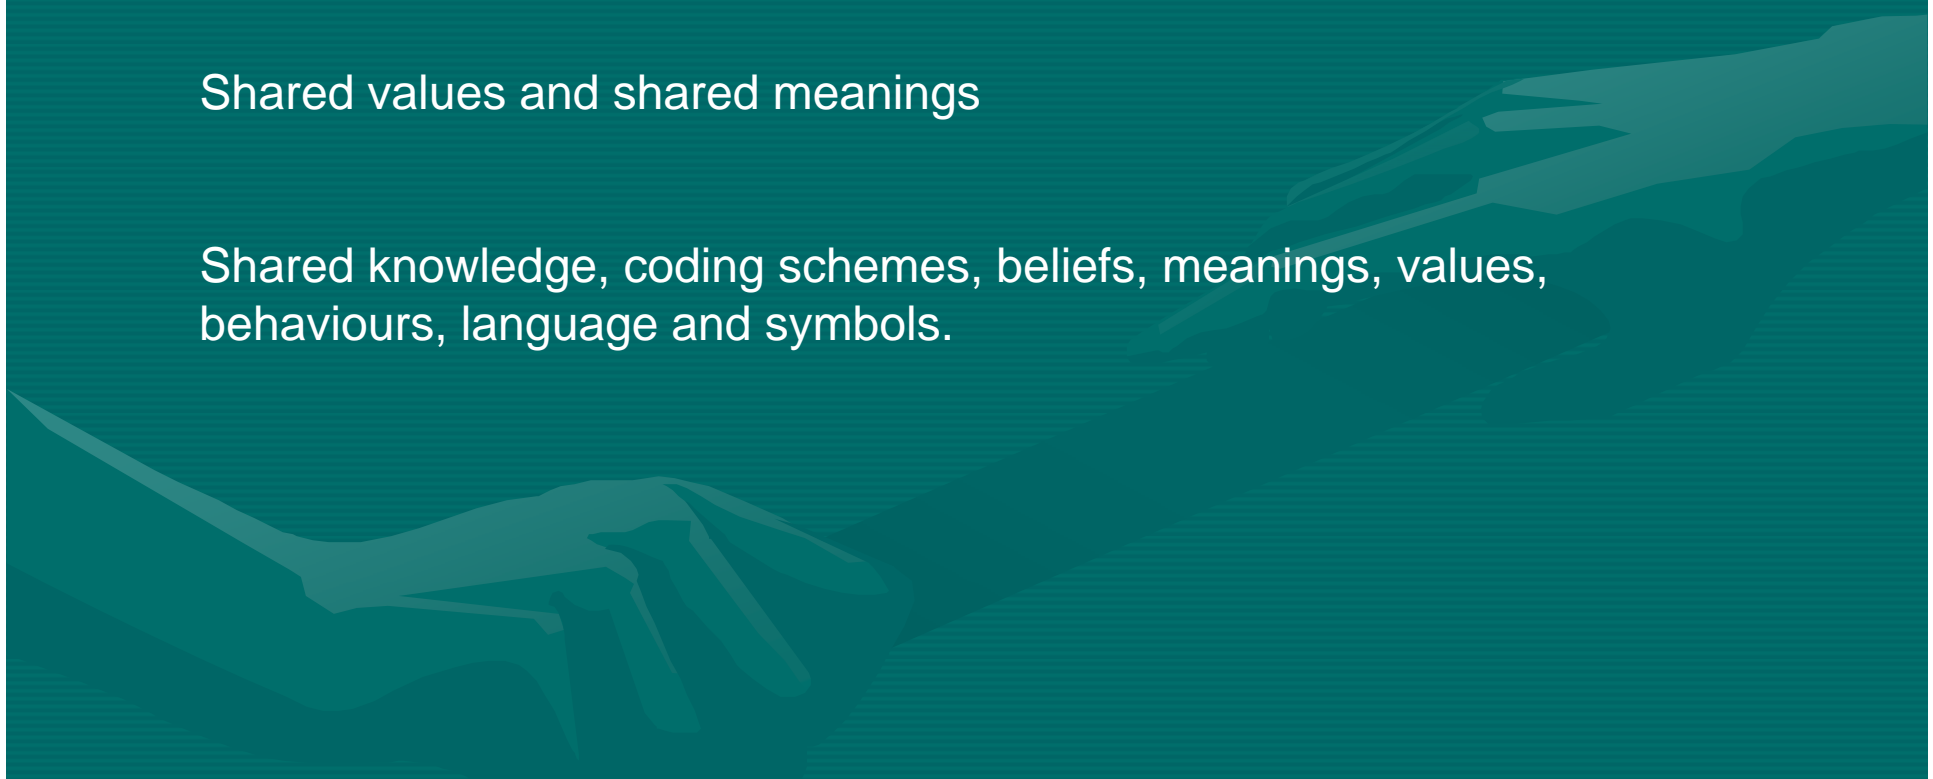 Shared values and shared meanings
Shared knowledge, coding schemes, beliefs, meanings, values,
behaviours, language and symbols.